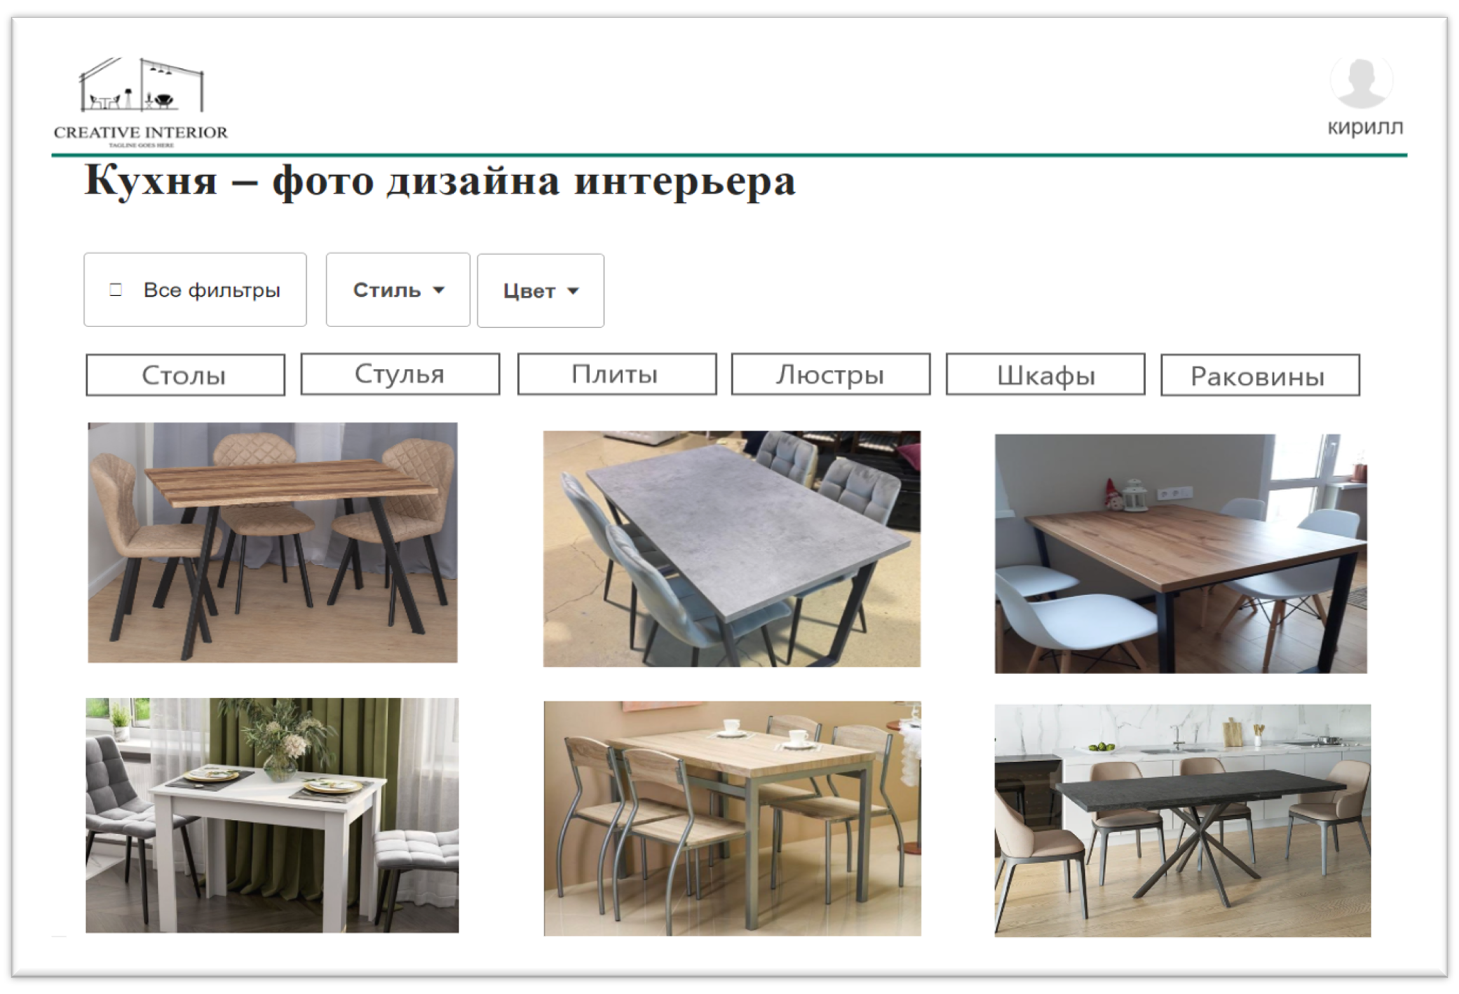 CREATIVE INTERIOR
TAGLINE GOES HERE
кирилл
Кухня – фото дизайна интерьера
Все фильтры
Стиль
Цвет
Столы
Стулья
Плиты
Люстры
Шкафы
Раковины